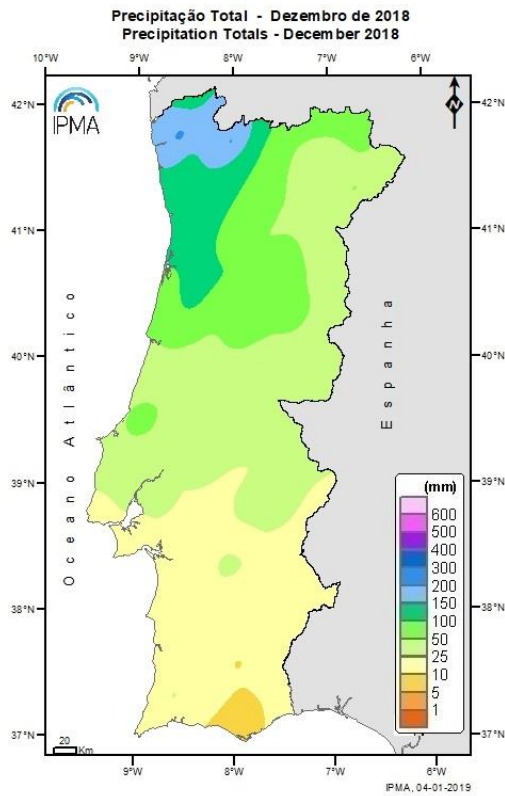 Precipitação Total - Dezembro de 2018
Precipitation Totals - December 2018
10°W 9°W 8°W 7°W 6°W
IPMA
N
42°N 42°N
41°N 41°N
40°N 40°N
39°N 39°N
38°N 38°N
37°N 37°N
Oceano Atlântico
Espanha
(mm)
600
500
400
300
200
150
100
50
25
10
5
1
20
Km
9°W 8°W 7°W 6°W
IPMA, 04-01-2019